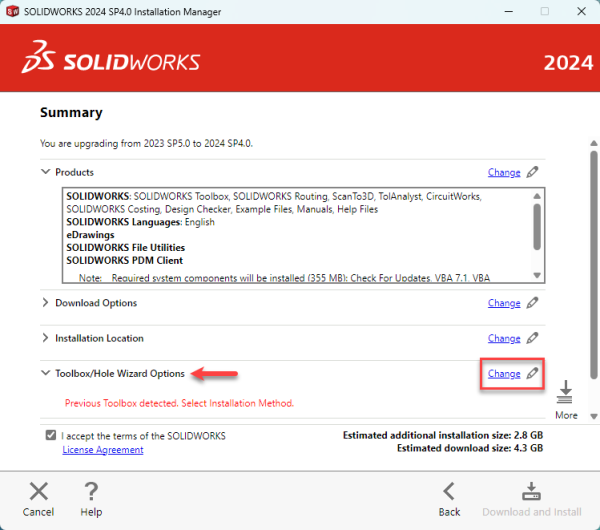 SOLIDWORKS 2024 SP4.0 Installation Manager
SOLIDWORKS
2024
Summary
You are upgrading from 2023 SP5.0 to 2024 SP4.0.
Products
Change
SOLIDWORKS: SOLIDWORKS Toolbox, SOLIDWORKS Routing, ScanTo3D, TolAnalyst, CircuitWorks,
SOLIDWORKS Costing, Design Checker, Example Files, Manuals, Help Files
SOLIDWORKS Languages: English
eDrawings
SOLIDWORKS File Utilities
SOLIDWORKS PDM Client
Note: Required system components will be installed (355 MB): Check For Updates, VBA 7.1, VBA
Download Options
Change
Installation Location
Change
Toolbox/Hole Wizard Options
Change
Previous Toolbox detected. Select Installation Method.
More
I accept the terms of the SOLIDWORKS
License Agreement
Estimated additional installation size: 2.8 GB
Estimated download size: 4.3 GB
Cancel
Help
Back
Download and Install